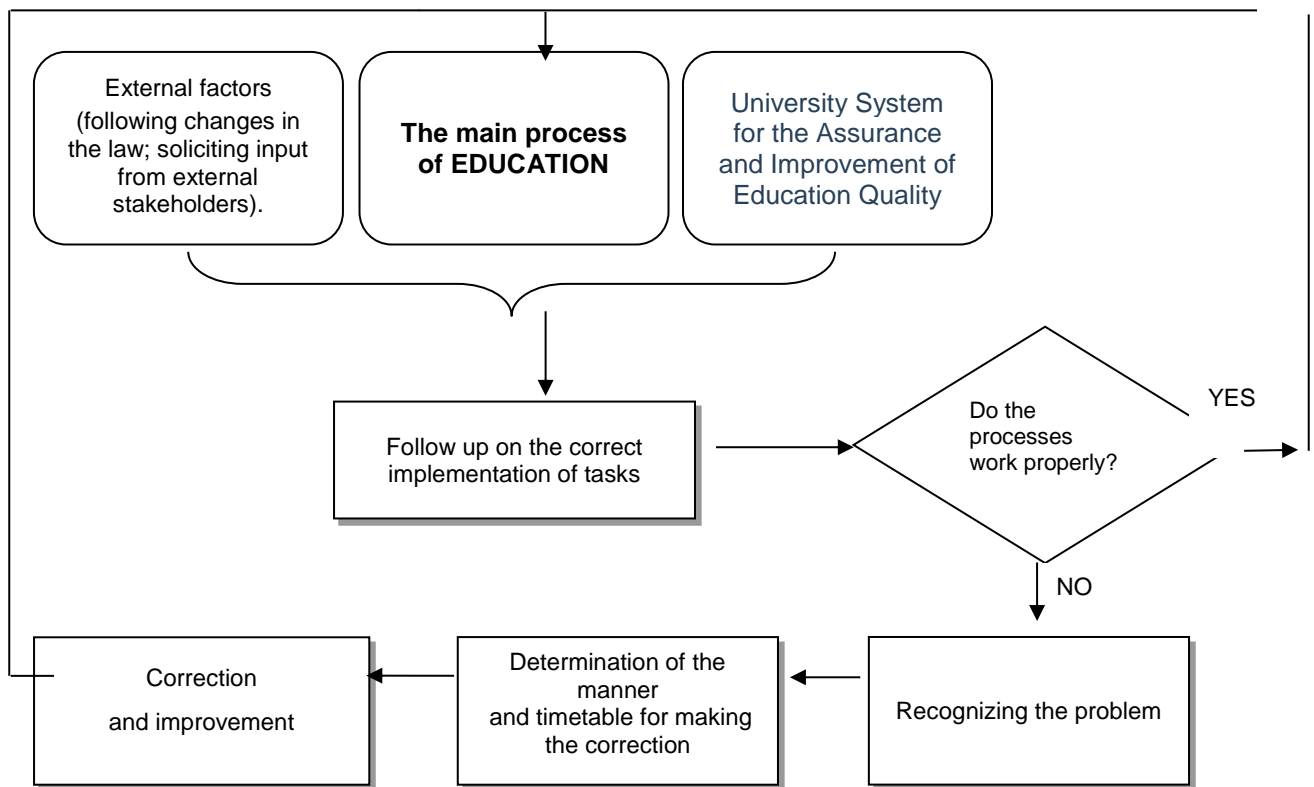 External factors
(following changes in
the law; soliciting input
from external
stakeholders).
The main process
of EDUCATION
University System
for the Assurance
and Improvement of
Education Quality
Follow up on the correct
implementation of tasks
Do the
processes
work properly?
YES
NO
Correction
and improvement
Determination of the
manner
and timetable for making
the correction
Recognizing the problem